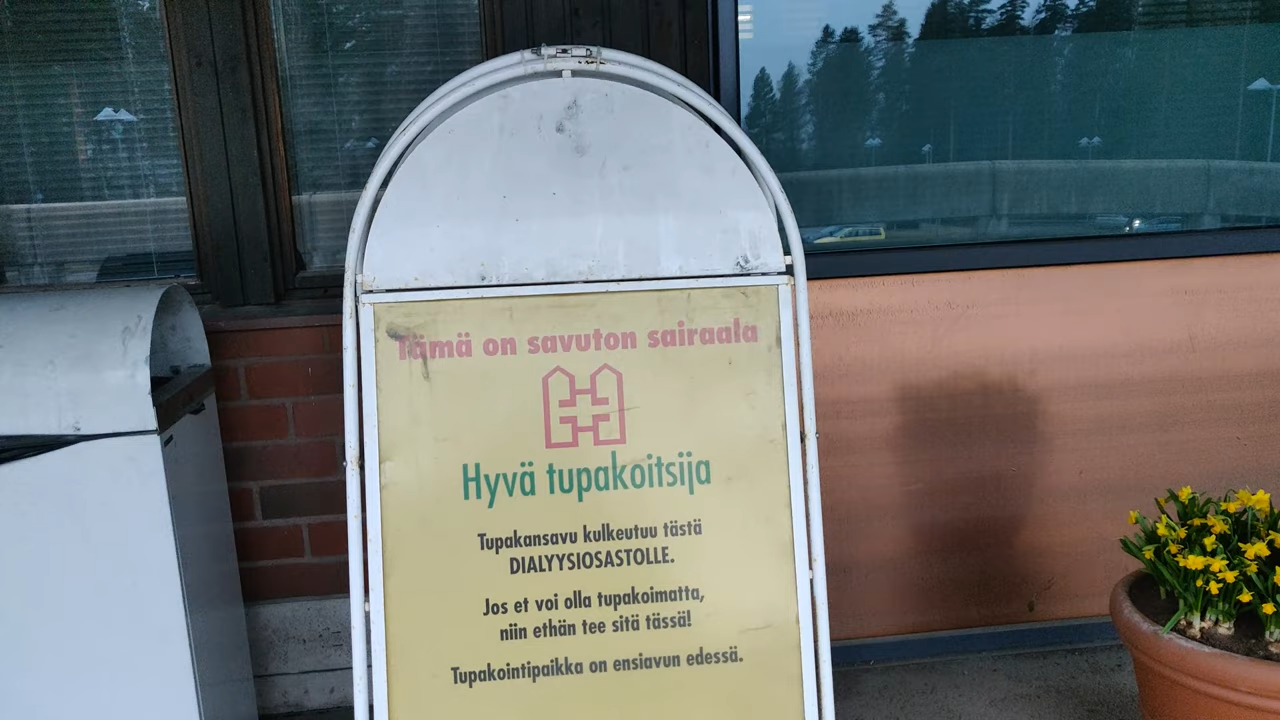 Tämä on savuton sairaala
Hyvä tupakoitsija
Tupakansavu kulkeutuu tästä
DIALYYSIOSASTOLLE.
Jos et voi olla tupakoimatta,
niin ethän tee sitä tässä!
Tupakointipaikka on ensiavun edessä.